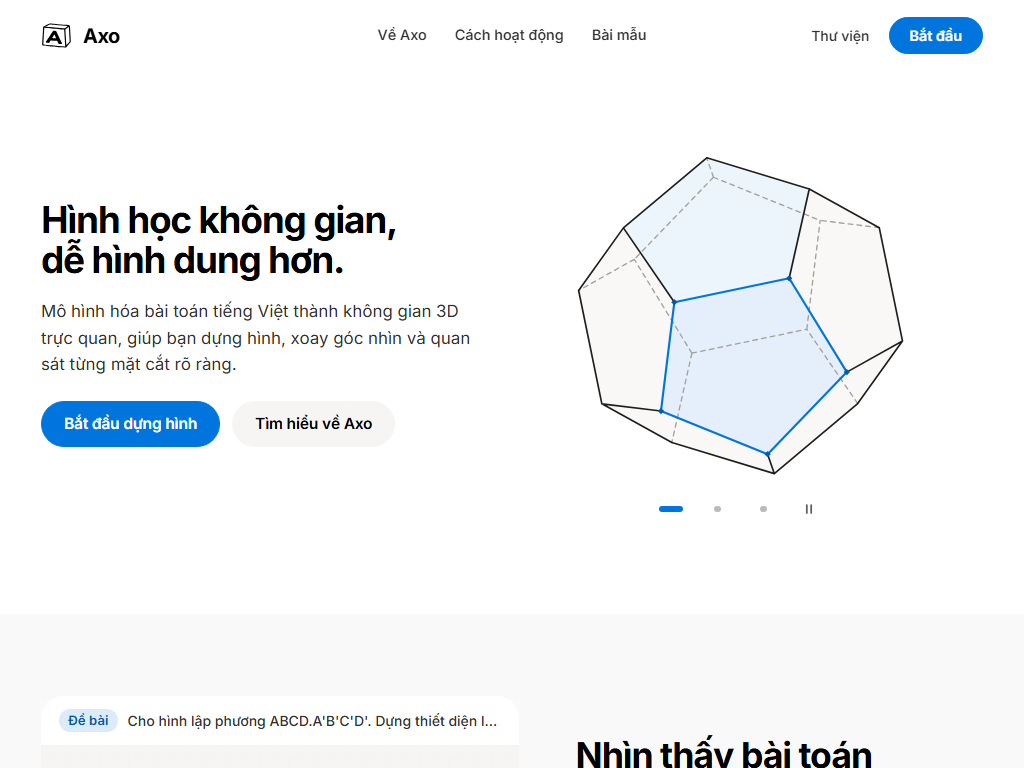 A Axo
Về Axo
Cách hoạt động
Bài mẫu
Thư viện
Bắt đầu
Hình học không gian,
dễ hình dung hơn.
Mô hình hóa bài toán tiếng Việt thành không gian 3D
trực quan, giúp bạn dựng hình, xoay góc nhìn và quan
sát từng mặt cắt rõ ràng.
Bắt đầu dựng hình
Tìm hiểu về Axo
Đề bài
Cho hình lập phương ABCD.A'B'C'D'. Dựng thiết diện l...
Nhìn thấy bài toán